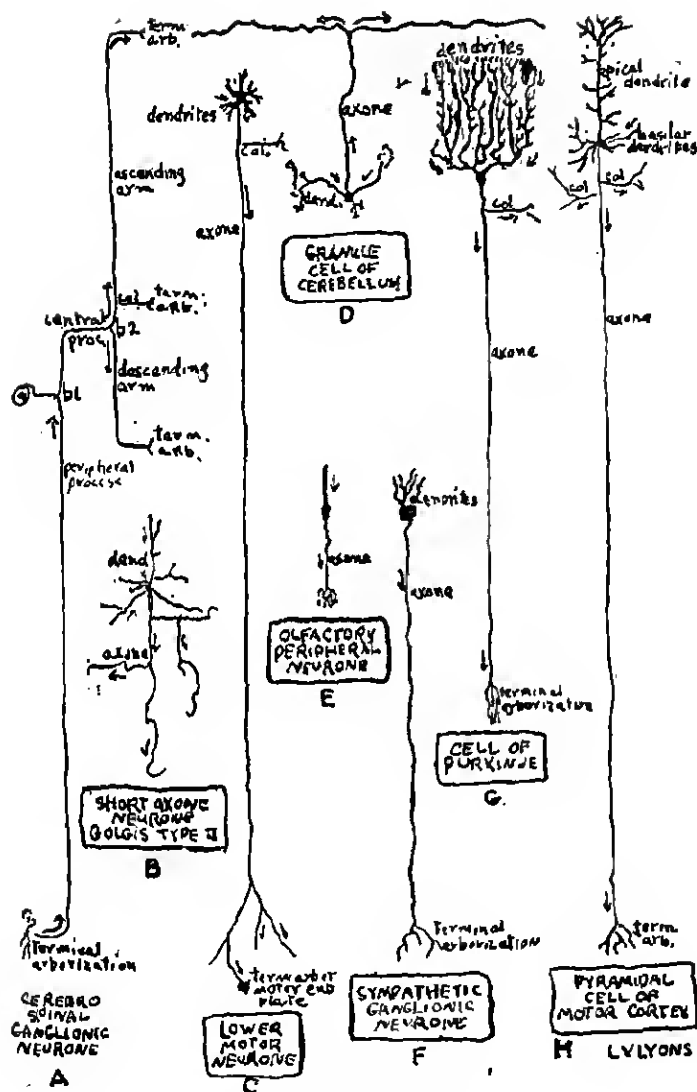 term.
arb.
dendrites
pical
dendrite
dendrites
axone
basilar
dendrites
col
col
ascending
arm
axone
dend.
col
GRANULE
CELL OF
CEREBELLUM
D
col
term.
arb.
central
proc.
b2
axone
axone
descending
arm
b1
term.
arb.
peripheral
process
dendrites
dend
axone
axone
OLFACTORY
PERIPHERAL
NEURONE
E
axone
terminal
arborization
CELL OF
PURKINJE
G.
SHORT AXONE
NEURONE
GOLGIS TYPE II
B
terminal
arborization
Terminal
arborization
term
arb.
term arbor
motor end
plate
CEREBRO
SPINAL
GANGLIONIC
NEURONE
A
LOWER
MOTOR
NEURONE
C
SYMPATHETIC
GANGLIONIC
NEURONE
F
PYRAMIDAL
CELL OF
MOTOR CORTEX
H LVLYONS